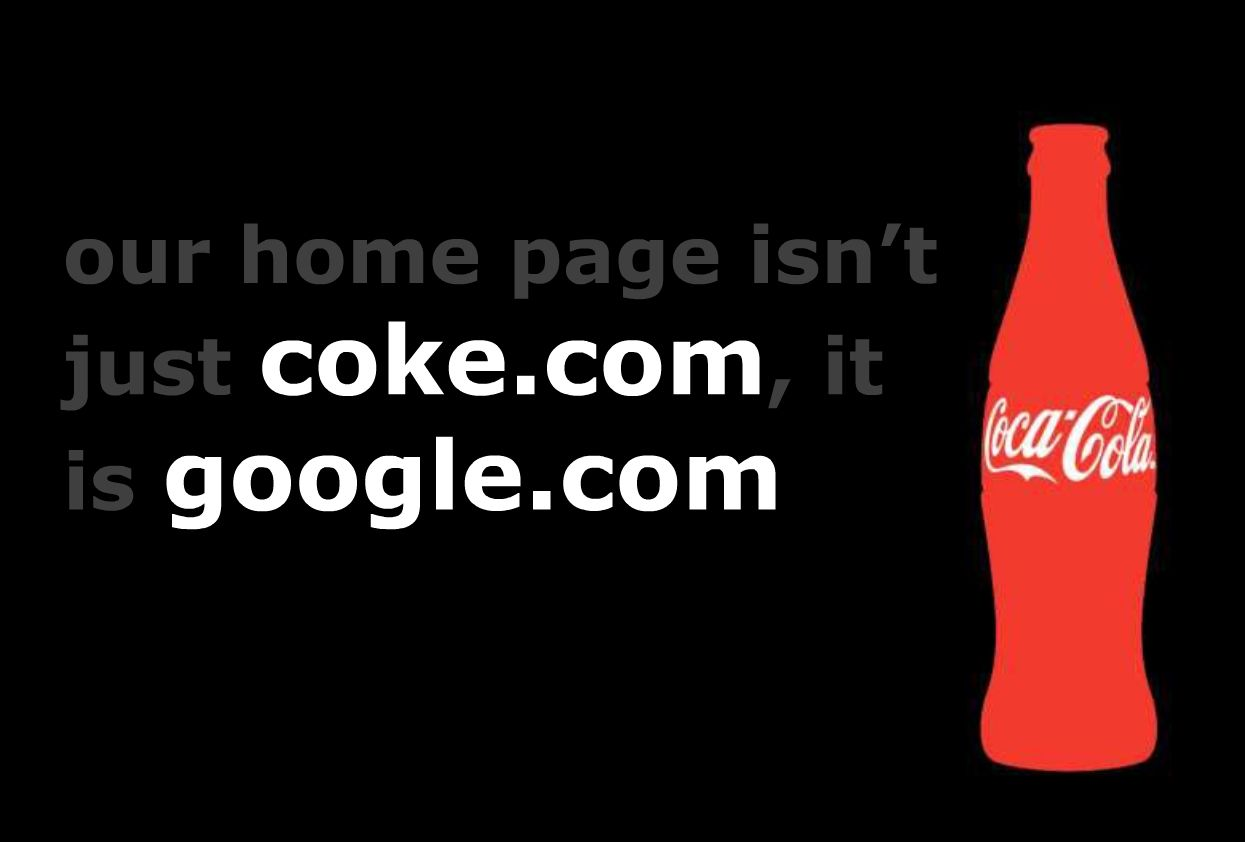 our home page isn’t
just coke.com, it
is google.com
Coca-Cola